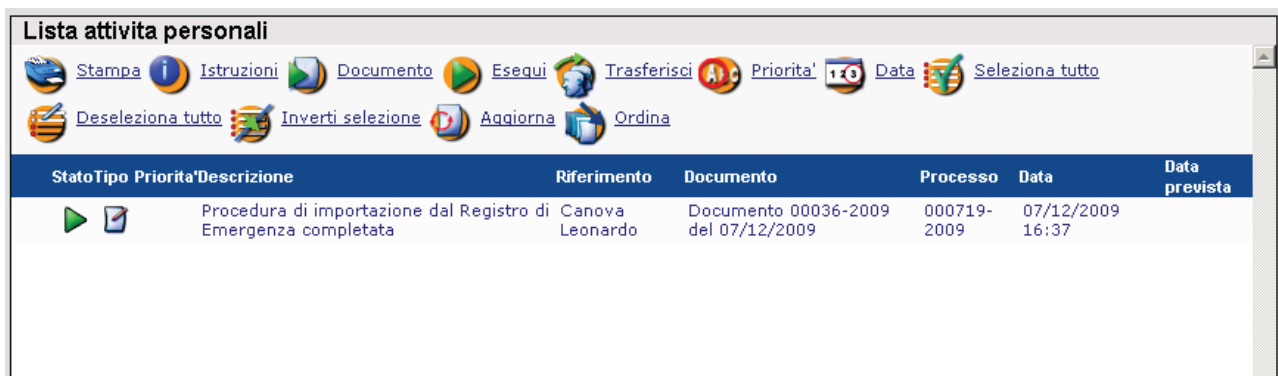 Lista attivita personali
Stampa Istruzioni Documento Esegui Trasferisci Priorita' Data Seleziona tutto
Deseleziona tutto Inverti selezione Aggiorna Ordina
Stato Tipo Priorita' Descrizione Riferimento Documento Processo Data Data prevista
Procedura di importazione dal Registro di Canova Documento 00036-2009 000719- 07/12/2009
Emergenza completata Leonardo del 07/12/2009 2009 16:37